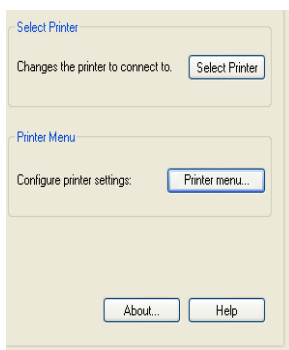 Select Printer
Changes the printer to connect to. Select Printer
Printer Menu
Configure printer settings: Printer menu...
About... Help